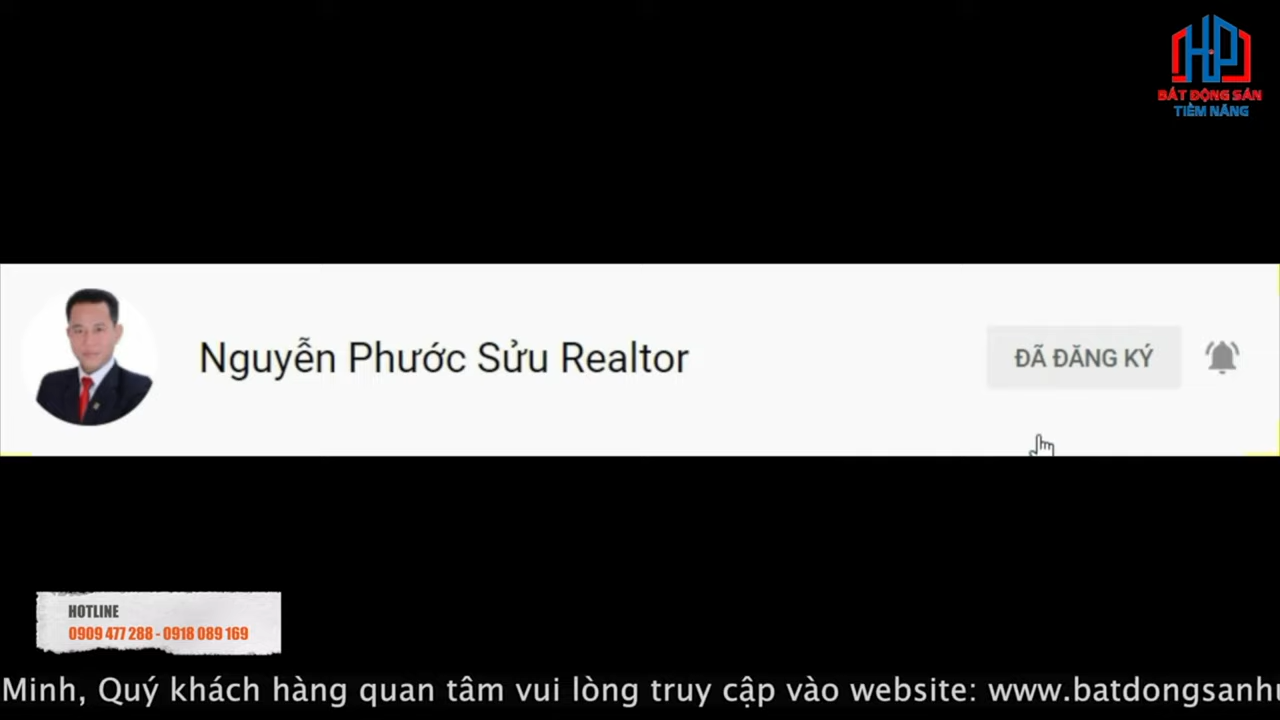 HP
BẤT ĐỘNG SẢN
TIỀM NĂNG
Nguyễn Phước Sửu Realtor
ĐÃ ĐĂNG KÝ
HOTLINE
0909 477 288 - 0918 089 169
Minh, Quý khách hàng quan tâm vui lòng truy cập vào website: www.batdongsanhu